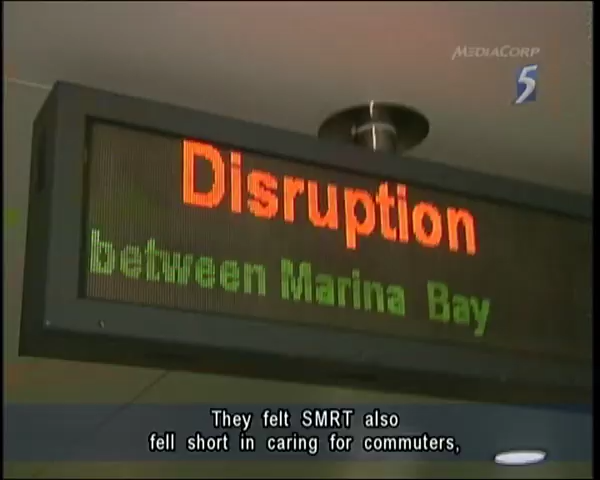 MEDIACORP
5
Disruption
between Marina Bay
They felt SMRT also
fell short in caring for commuters,